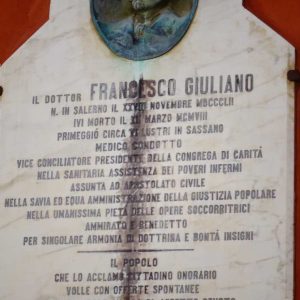 IL DOTTOR FRANCESCO GIULIANO
N. IN SALERNO IL XXVIII NOVEMBRE MDCCCLII
IVI MORTO IL XI MARZO MCMVIII
PRIMEGGIÒ CIRCA VI LUSTRI IN SASSANO
MEDICO CONDOTTO
VICE CONCILIATORE PRESIDENTE DELLA CONGREGA DI CARITÀ
NELLA SANITARIA ASSISTENZA DEI POVERI INFERMI
ASSUNTA AD APOSTOLATO CIVILE
NELLA SAVIA ED EQUA AMMINISTRAZIONE DELLA GIUSTIZIA POPOLARE
NELLA UMANISSIMA PIETÀ DELLE OPERE SOCCORRITRICI
AMMIRATO E BENEDETTO
PER SINGOLARE ARMONIA DI DOTTRINA E BONTÀ INSIGNI
IL POPOLO
CHE LO ACCLAMÒ CITTADINO ONORARIO
VOLLE CON OFFERTE SPONTANEE